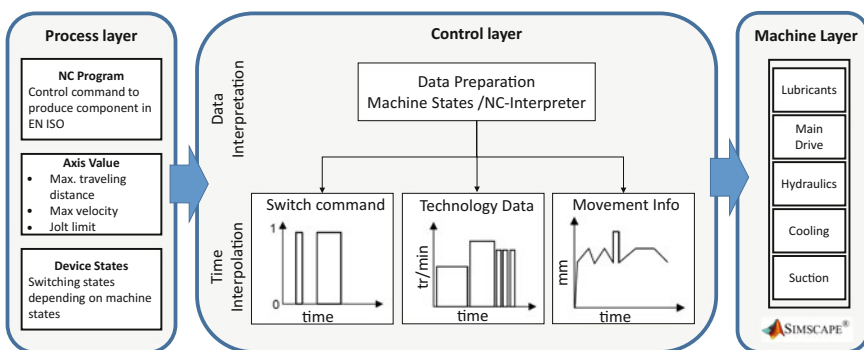 Process layer
NC Program
Control command to
produce component in
EN ISO
Axis Value
• Max. traveling
distance
• Max velocity
• Jolt limit
Device States
Switching states
depending on machine
states
Control layer
Data
Interpretation
Data Preparation
Machine States /NC-Interpreter
Time
Interpolation
Switch command
1
0
time
Technology Data
tr/min
time
Movement Info
mm
time
Machine Layer
Lubricants
Main
Drive
Hydraulics
Cooling
Suction
SIMSCAPE®